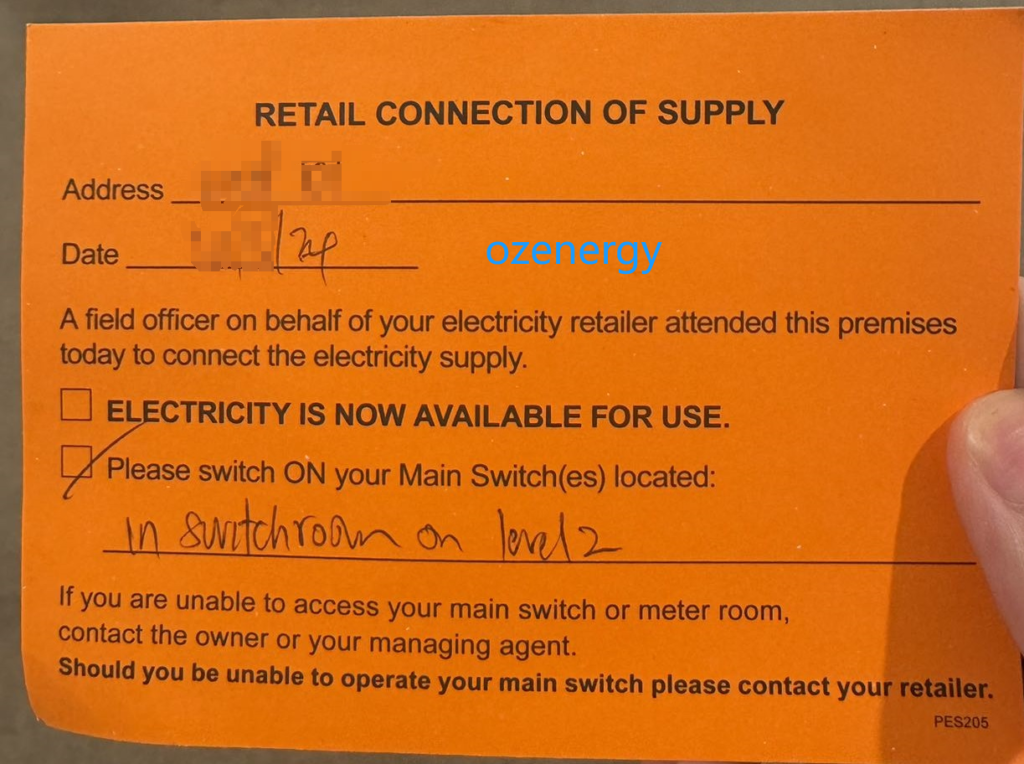 RETAIL CONNECTION OF SUPPLY
Address
Date /24
ozenergy
A field officer on behalf of your electricity retailer attended this premises
today to connect the electricity supply.
ELECTRICITY IS NOW AVAILABLE FOR USE.
Please switch ON your Main Switch(es) located:
in switchroom on level 2
If you are unable to access your main switch or meter room,
contact the owner or your managing agent.
Should you be unable to operate your main switch please contact your retailer.
PES205